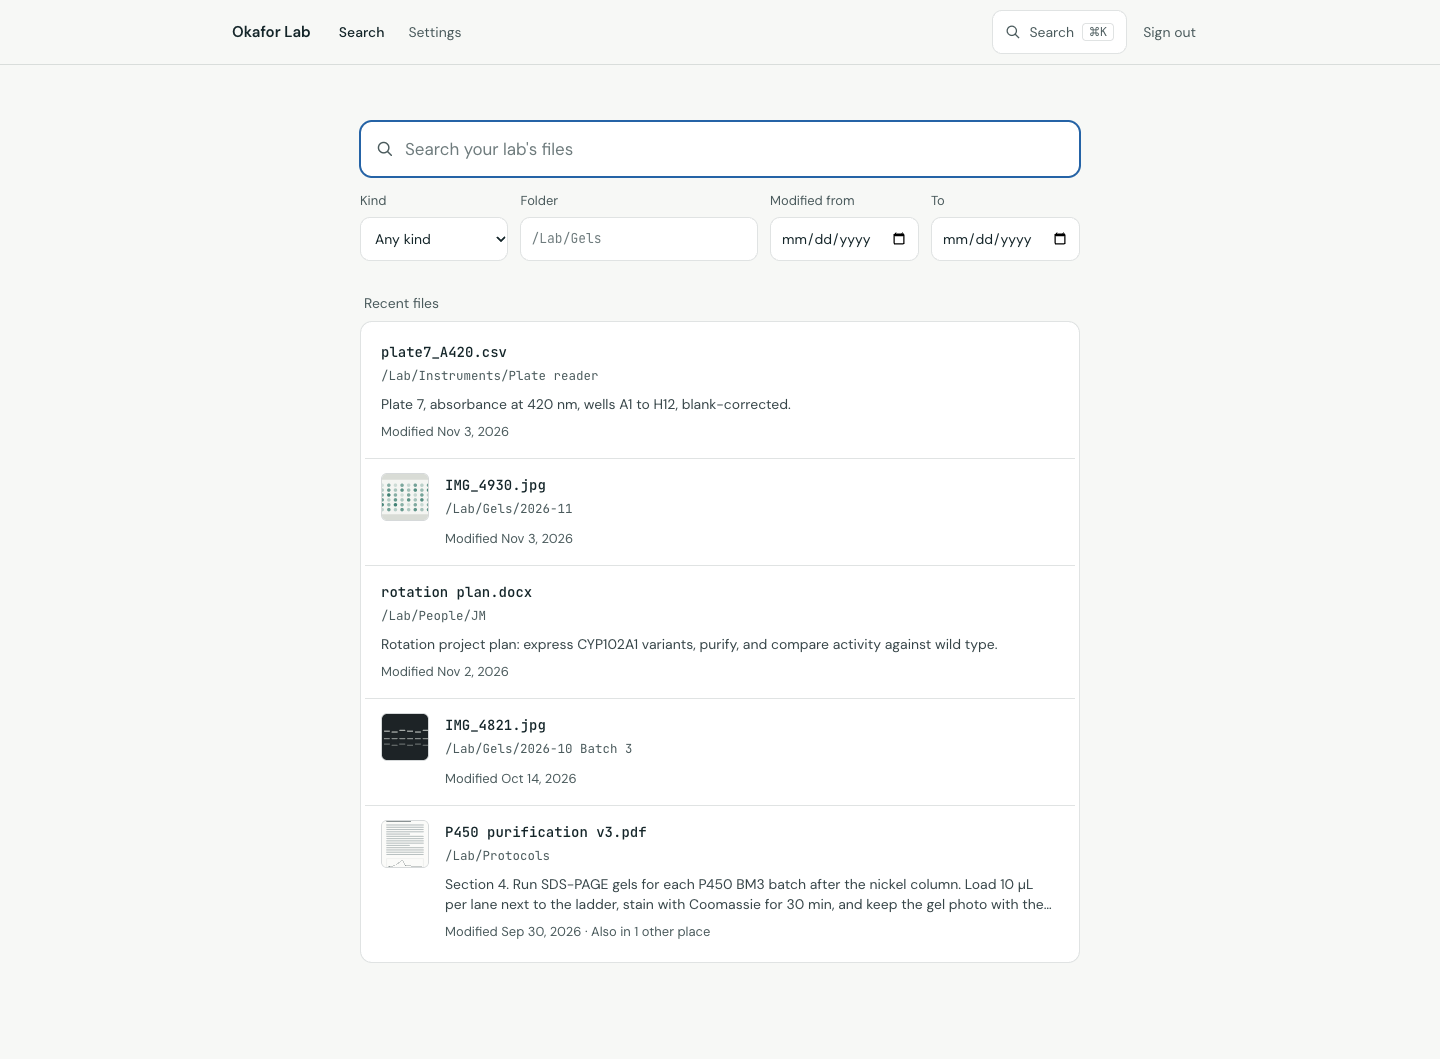 Okafor Lab
Search
Settings
Search ⌘K
Sign out
Search your lab's files
Kind
Folder
Modified from
To
Any kind
/Lab/Gels
mm/dd/yyyy
mm/dd/yyyy
Recent files
plate7_A420.csv
/Lab/Instruments/Plate reader
Plate 7, absorbance at 420 nm, wells A1 to H12, blank-corrected.
Modified Nov 3, 2026
IMG_4930.jpg
/Lab/Gels/2026-11
Modified Nov 3, 2026
rotation plan.docx
/Lab/People/JM
Rotation project plan: express CYP102A1 variants, purify, and compare activity against wild type.
Modified Nov 2, 2026
IMG_4821.jpg
/Lab/Gels/2026-10 Batch 3
Modified Oct 14, 2026
P450 purification v3.pdf
/Lab/Protocols
Section 4. Run SDS-PAGE gels for each P450 BM3 batch after the nickel column. Load 10 µL
per lane next to the ladder, stain with Coomassie for 30 min, and keep the gel photo with the…
Modified Sep 30, 2026 · Also in 1 other place